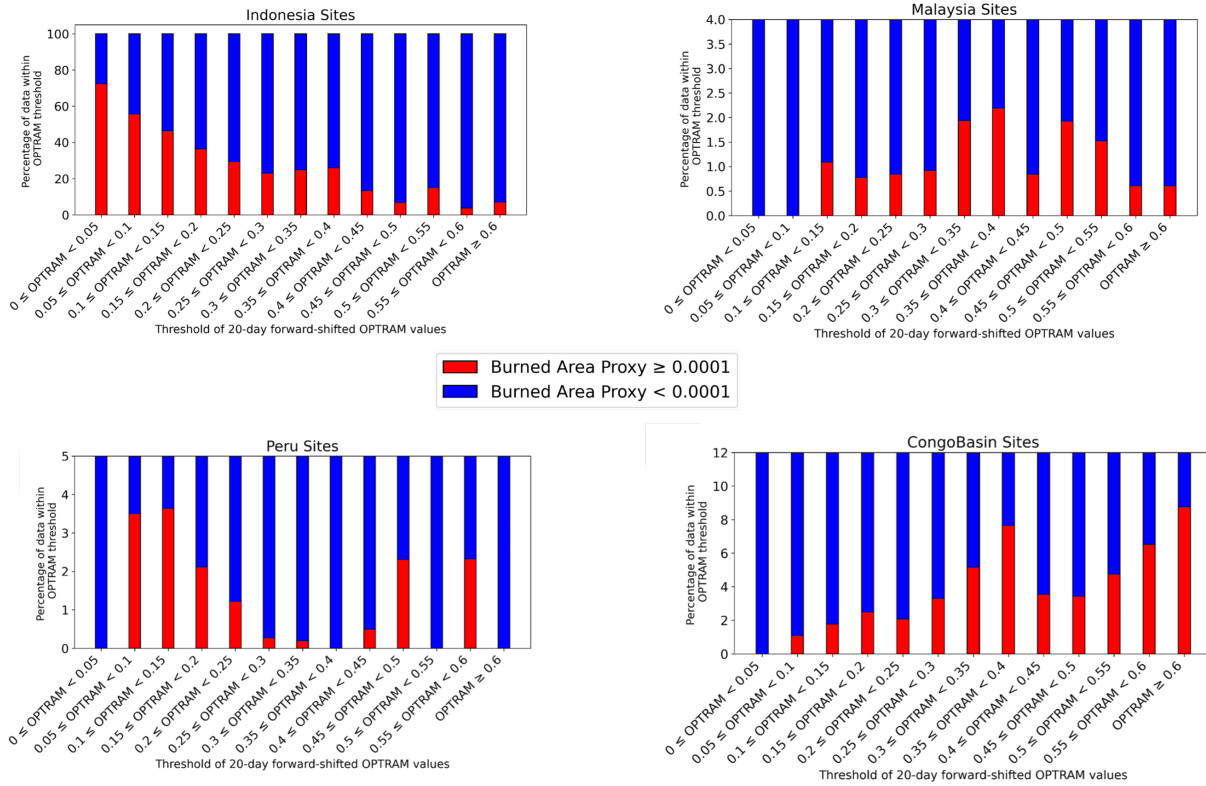 Indonesia Sites
Percentage of data within
OPTRAM threshold
100
80
60
40
20
0
0 ≤ OPTRAM < 0.05
0.05 ≤ OPTRAM < 0.1
0.1 ≤ OPTRAM < 0.15
0.15 ≤ OPTRAM < 0.2
0.2 ≤ OPTRAM < 0.25
0.25 ≤ OPTRAM < 0.3
0.3 ≤ OPTRAM < 0.35
0.35 ≤ OPTRAM < 0.4
0.4 ≤ OPTRAM < 0.45
0.45 ≤ OPTRAM < 0.5
0.5 ≤ OPTRAM < 0.55
0.55 ≤ OPTRAM < 0.6
OPTRAM ≥ 0.6
Threshold of 20-day forward-shifted OPTRAM values
Malaysia Sites
Percentage of data within
OPTRAM threshold
4.0
3.5
3.0
2.5
2.0
1.5
1.0
0.5
0.0
0 ≤ OPTRAM < 0.05
0.05 ≤ OPTRAM < 0.1
0.1 ≤ OPTRAM < 0.15
0.15 ≤ OPTRAM < 0.2
0.2 ≤ OPTRAM < 0.25
0.25 ≤ OPTRAM < 0.3
0.3 ≤ OPTRAM < 0.35
0.35 ≤ OPTRAM < 0.4
0.4 ≤ OPTRAM < 0.45
0.45 ≤ OPTRAM < 0.5
0.5 ≤ OPTRAM < 0.55
0.55 ≤ OPTRAM < 0.6
OPTRAM ≥ 0.6
Threshold of 20-day forward-shifted OPTRAM values
Burned Area Proxy ≥ 0.0001
Burned Area Proxy < 0.0001
Peru Sites
Percentage of data within
OPTRAM threshold
5
4
3
2
1
0
0 ≤ OPTRAM < 0.05
0.05 ≤ OPTRAM < 0.1
0.1 ≤ OPTRAM < 0.15
0.15 ≤ OPTRAM < 0.2
0.2 ≤ OPTRAM < 0.25
0.25 ≤ OPTRAM < 0.3
0.3 ≤ OPTRAM < 0.35
0.35 ≤ OPTRAM < 0.4
0.4 ≤ OPTRAM < 0.45
0.45 ≤ OPTRAM < 0.5
0.5 ≤ OPTRAM < 0.55
0.55 ≤ OPTRAM < 0.6
OPTRAM ≥ 0.6
Threshold of 20-day forward-shifted OPTRAM values
CongoBasin Sites
Percentage of data within
OPTRAM threshold
12
10
8
6
4
2
0
0 ≤ OPTRAM < 0.05
0.05 ≤ OPTRAM < 0.1
0.1 ≤ OPTRAM < 0.15
0.15 ≤ OPTRAM < 0.2
0.2 ≤ OPTRAM < 0.25
0.25 ≤ OPTRAM < 0.3
0.3 ≤ OPTRAM < 0.35
0.35 ≤ OPTRAM < 0.4
0.4 ≤ OPTRAM < 0.45
0.45 ≤ OPTRAM < 0.5
0.5 ≤ OPTRAM < 0.55
0.55 ≤ OPTRAM < 0.6
OPTRAM ≥ 0.6
Threshold of 20-day forward-shifted OPTRAM values